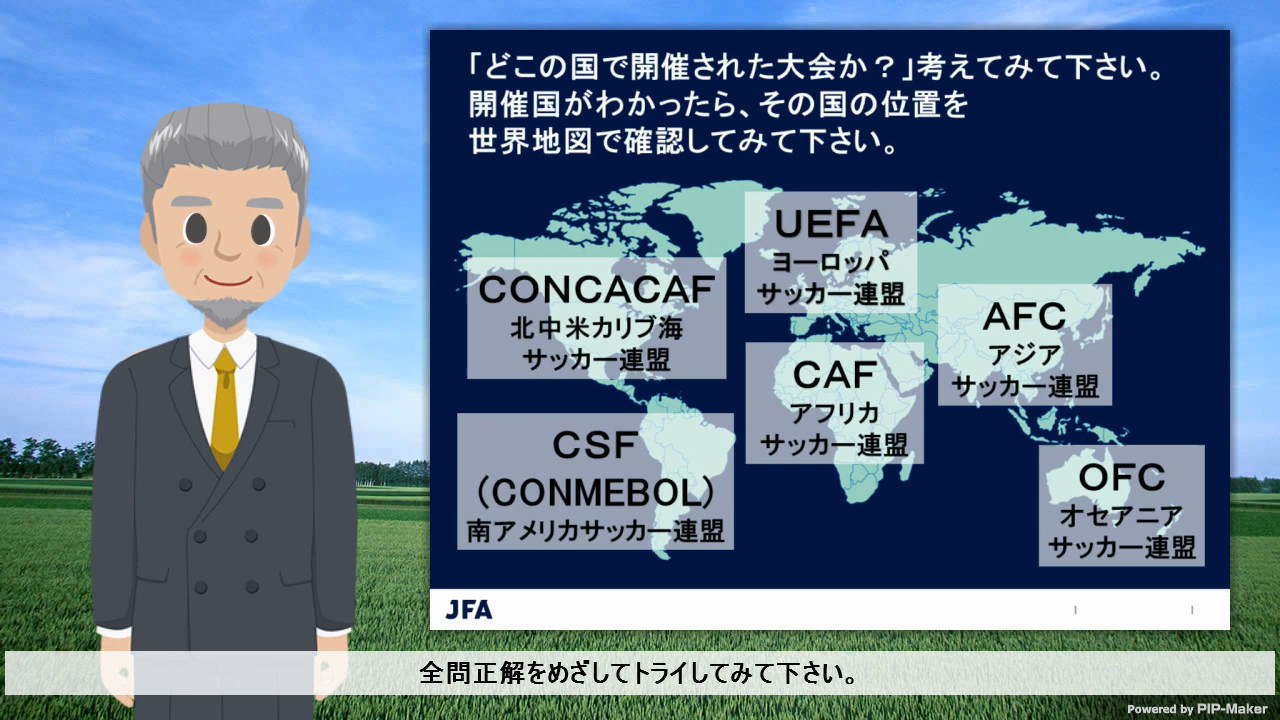 「どこの国で開催された大会か？」考えてみて下さい。
開催国がわかったら、その国の位置を
世界地図で確認してみて下さい。
UEFA
ヨーロッパ
サッカー連盟
CONCACAF
北中米カリブ海
サッカー連盟
AFC
アジア
サッカー連盟
CAF
アフリカ
サッカー連盟
CSF
（CONMEBOL）
南アメリカサッカー連盟
OFC
オセアニア
サッカー連盟
JFA
全問正解をめざしてトライしてみて下さい。
Powered by PIP-Maker